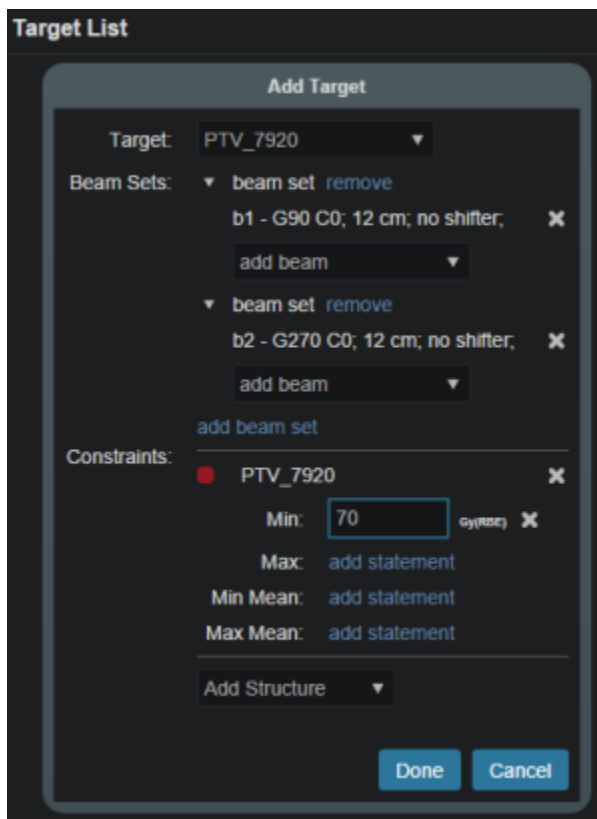 Target List
Add Target
Target: PTV_7920
Beam Sets: beam set remove
b1 - G90 C0; 12 cm; no shifter;
add beam
beam set remove
b2 - G270 C0; 12 cm; no shifter;
add beam
add beam set
Constraints:
PTV_7920
Min: 70 Gy(RBE)
Max: add statement
Min Mean: add statement
Max Mean: add statement
Add Structure
Done Cancel